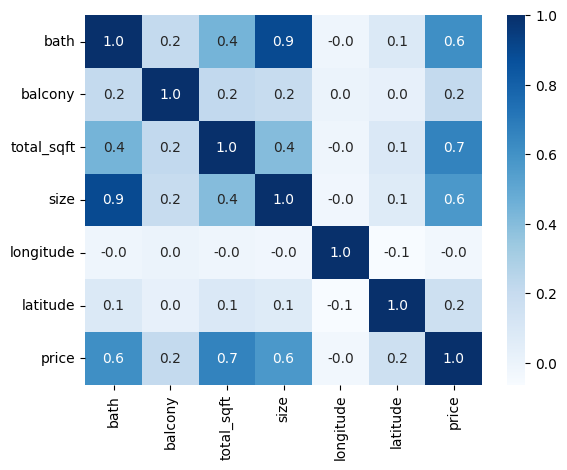 bath 1.0 0.2 0.4 0.9 -0.0 0.1 0.6
balcony 0.2 1.0 0.2 0.2 0.0 0.0 0.2
total_sqft 0.4 0.2 1.0 0.4 -0.0 0.1 0.7
size 0.9 0.2 0.4 1.0 -0.0 0.1 0.6
longitude -0.0 0.0 -0.0 -0.0 1.0 -0.1 -0.0
latitude 0.1 0.0 0.1 0.1 -0.1 1.0 0.2
price 0.6 0.2 0.7 0.6 -0.0 0.2 1.0
bath balcony total_sqft size longitude latitude price
1.0
0.8
0.6
0.4
0.2
0.0